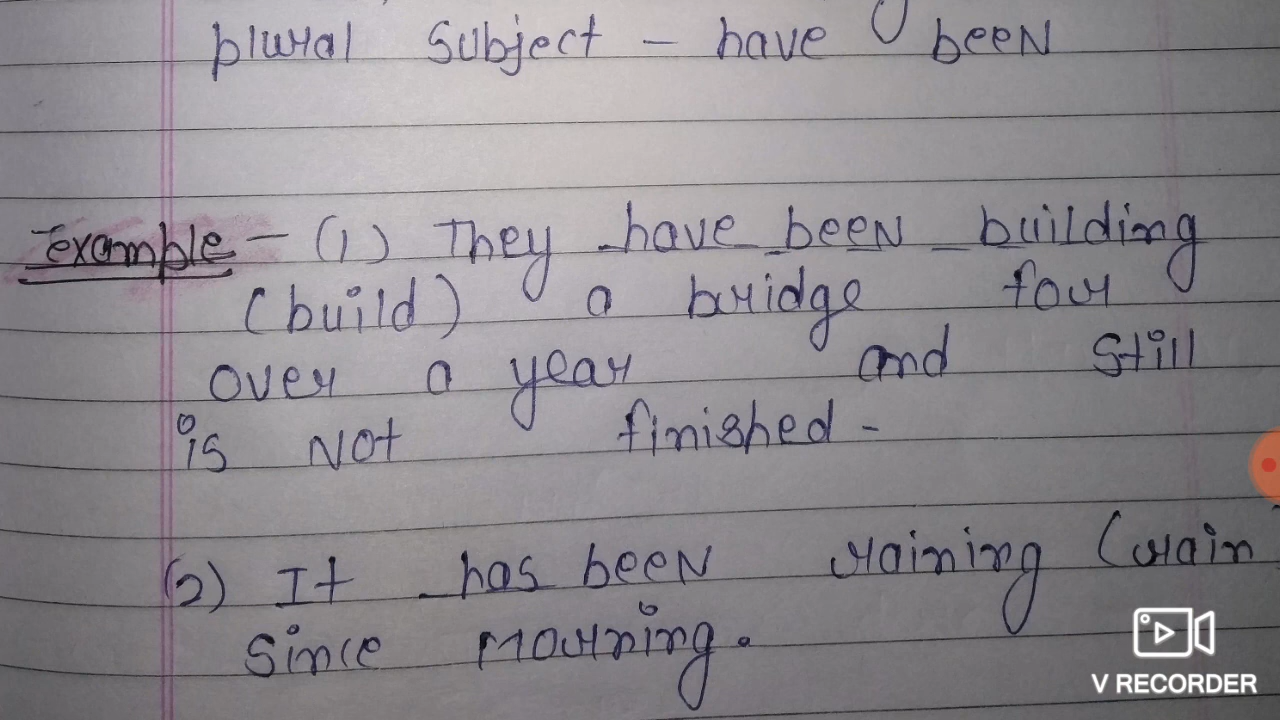 plural subject - have been
Example - (1) They have been building
(build) a bridge for
over a year and still
is not finished -
(2) It has been raining (rain
since morning.
V RECORDER